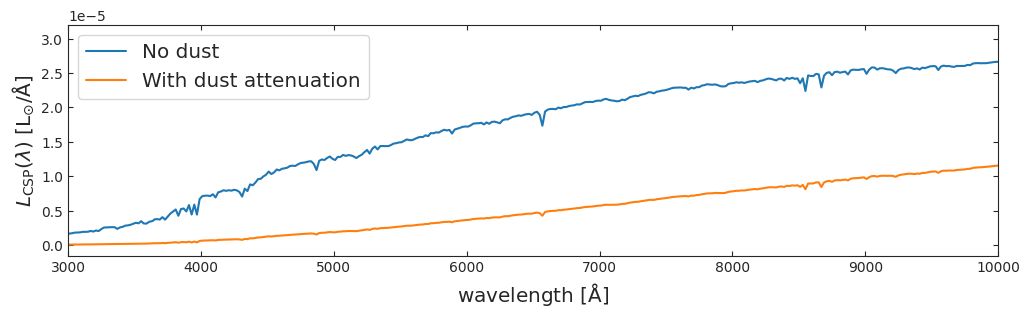 1e−5
3.0
2.5
2.0
1.5
1.0
0.5
0.0
L_CSP(λ) [L_⊙/Å]
No dust
With dust attenuation
3000 4000 5000 6000 7000 8000 9000 10000
wavelength [Å]